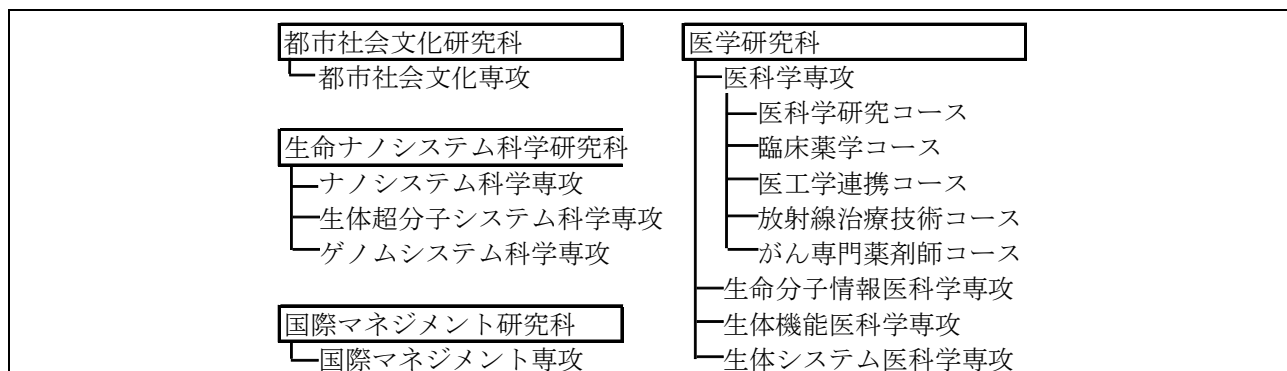 都市社会文化研究科
都市社会文化専攻
生命ナノシステム科学研究科
ナノシステム科学専攻
生体超分子システム科学専攻
ゲノムシステム科学専攻
国際マネジメント研究科
国際マネジメント専攻
医学研究科
医科学専攻
医科学研究コース
臨床薬学コース
医工学連携コース
放射線治療技術コース
がん専門薬剤師コース
生命分子情報医科学専攻
生体機能医科学専攻
生体システム医科学専攻